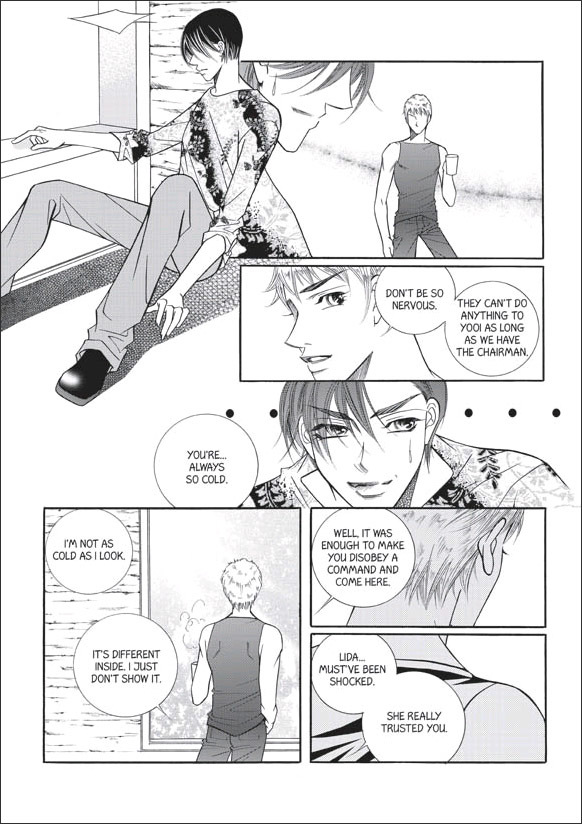 DON'T BE SO
NERVOUS.
THEY CAN'T DO
ANYTHING TO
YOOI AS LONG
AS WE HAVE
THE CHAIRMAN.
YOU'RE...
ALWAYS
SO COLD.
I'M NOT AS
COLD AS I LOOK.
IT'S DIFFERENT
INSIDE. I JUST
DON'T SHOW IT.
WELL, IT WAS
ENOUGH TO MAKE
YOU DISOBEY
A COMMAND AND
COME HERE.
LIDA...
MUST'VE BEEN
SHOCKED.
SHE REALLY
TRUSTED YOU.